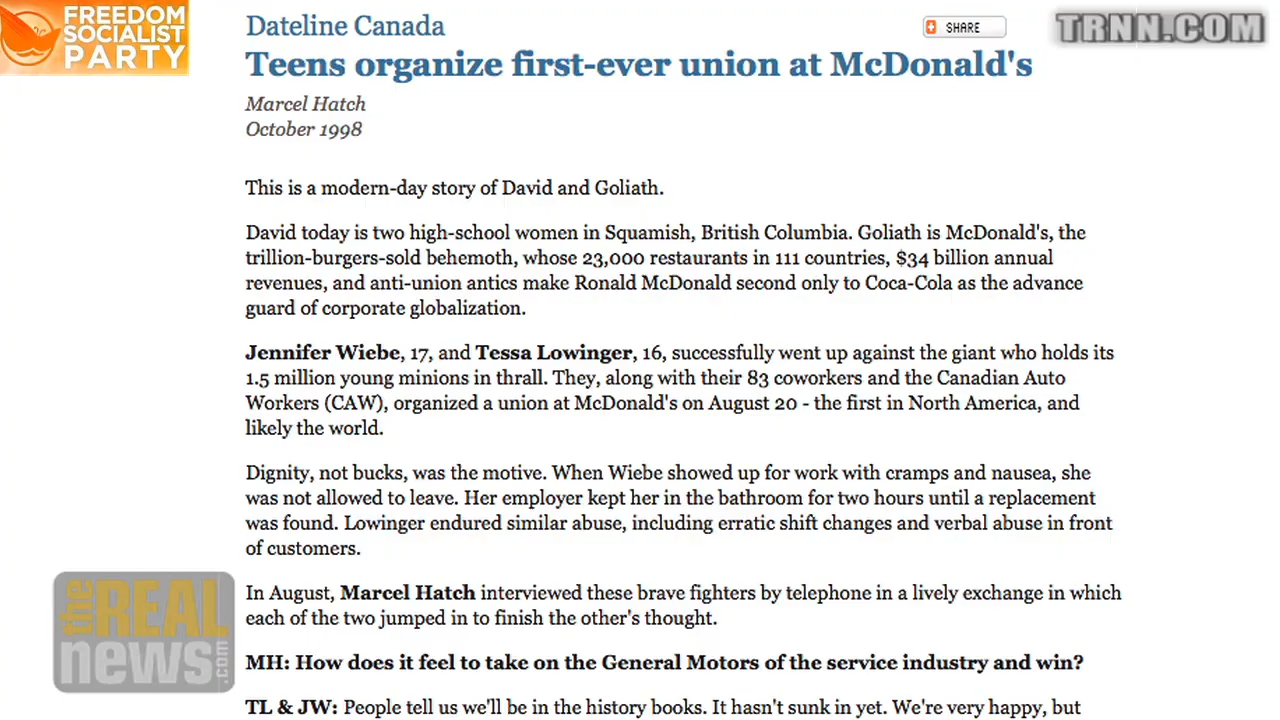 FREEDOM
SOCIALIST
PARTY
Dateline Canada
SHARE
TRNN.COM
Teens organize first-ever union at McDonald's
Marcel Hatch
October 1998
This is a modern-day story of David and Goliath.
David today is two high-school women in Squamish, British Columbia. Goliath is McDonald's, the
trillion-burgers-sold behemoth, whose 23,000 restaurants in 111 countries, $34 billion annual
revenues, and anti-union antics make Ronald McDonald second only to Coca-Cola as the advance
guard of corporate globalization.
Jennifer Wiebe, 17, and Tessa Lowinger, 16, successfully went up against the giant who holds its
1.5 million young minions in thrall. They, along with their 83 coworkers and the Canadian Auto
Workers (CAW), organized a union at McDonald's on August 20 - the first in North America, and
likely the world.
Dignity, not bucks, was the motive. When Wiebe showed up for work with cramps and nausea, she
was not allowed to leave. Her employer kept her in the bathroom for two hours until a replacement
was found. Lowinger endured similar abuse, including erratic shift changes and verbal abuse in front
of customers.
In August, Marcel Hatch interviewed these brave fighters by telephone in a lively exchange in which
each of the two jumped in to finish the other's thought.
MH: How does it feel to take on the General Motors of the service industry and win?
TL & JW: People tell us we'll be in the history books. It hasn't sunk in yet. We're very happy, but
the REAL
news.com